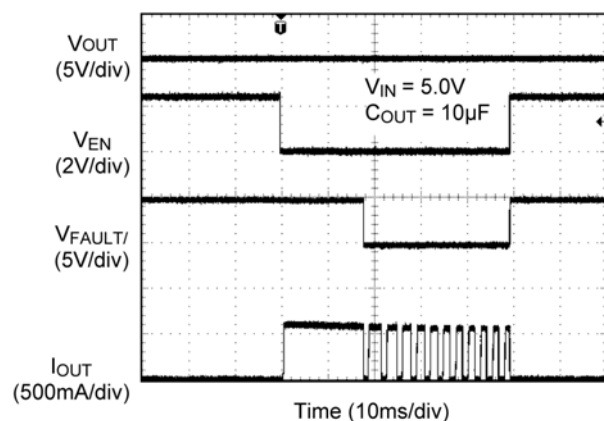 T
VOUT
(5V/div)
VIN = 5.0V
COUT = 10µF
VEN
(2V/div)
VFAULT/
(5V/div)
IOUT
(500mA/div)
Time (10ms/div)